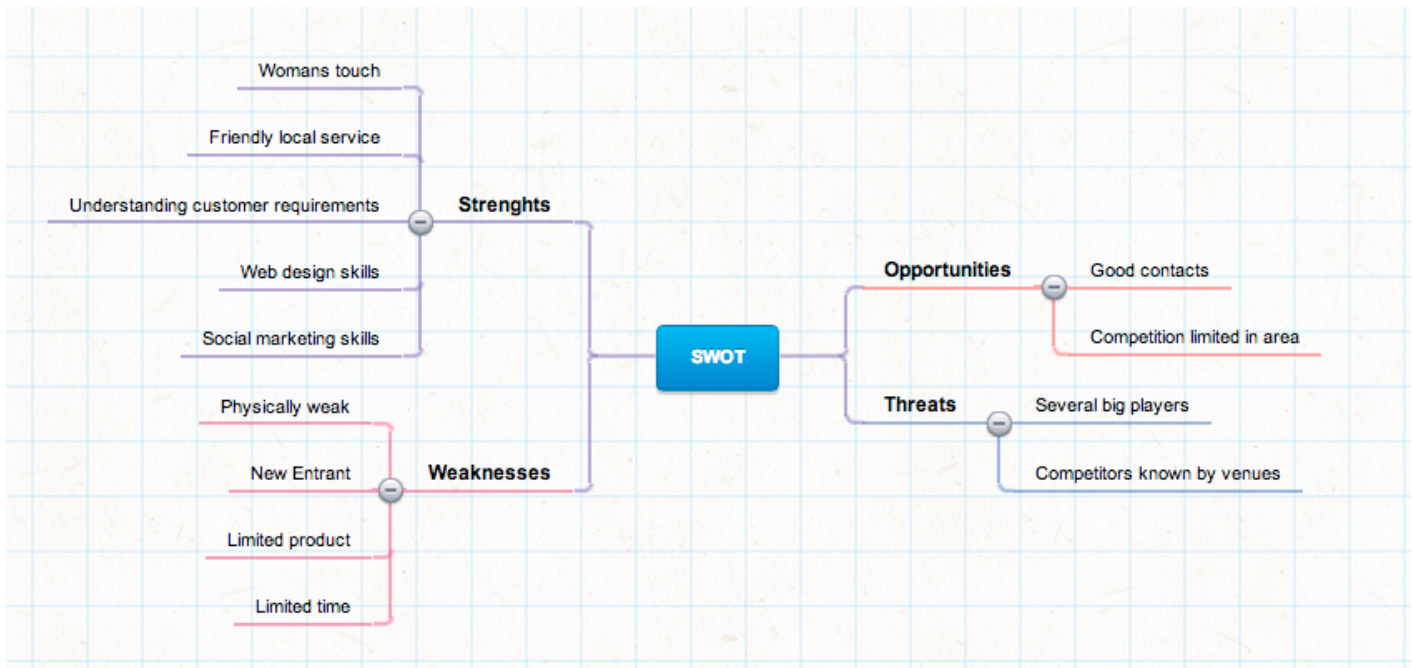 Womans touch
Friendly local service
Understanding customer requirements
Strenghts
Web design skills
Social marketing skills
Physically weak
New Entrant
Weaknesses
Limited product
Limited time
SWOT
Opportunities
Good contacts
Competition limited in area
Threats
Several big players
Competitors known by venues